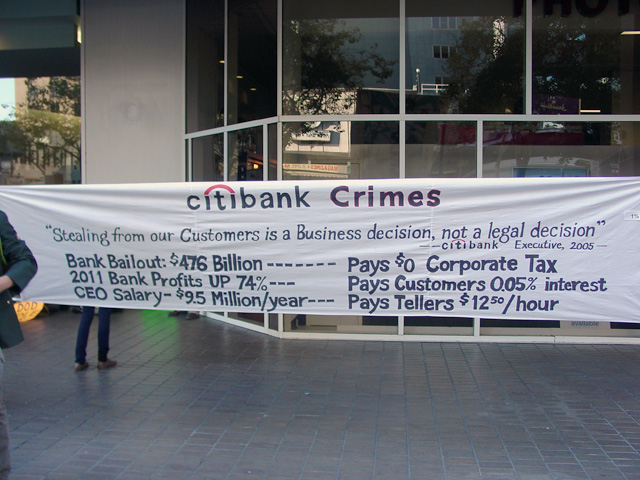 citibank Crimes
"Stealing from our Customers is a Business decision, not a legal decision"
—citibank Executive, 2005—
Bank Bailout: $476 Billion ------- Pays $0 Corporate Tax
2011 Bank Profits UP 74%--- Pays Customers 0.05% interest
CEO Salary- $9.5 Million/year--- Pays Tellers $12⁵⁰/hour
available